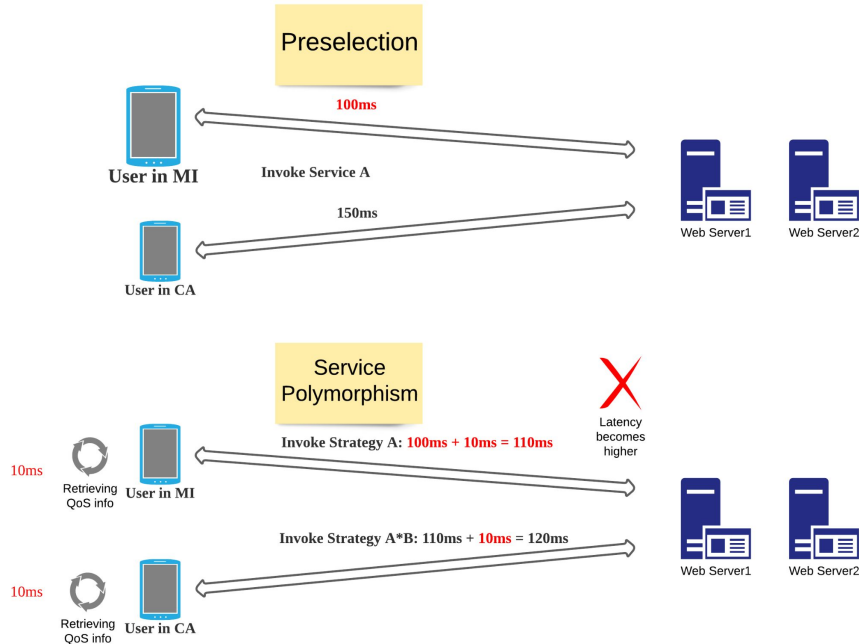 Preselection
100ms
User in MI
Invoke Service A
150ms
User in CA
Web Server1
Web Server2
Service
Polymorphism
Latency
becomes
higher
Invoke Strategy A: 100ms + 10ms = 110ms
10ms
Retrieving
QoS info
User in MI
Invoke Strategy A*B: 110ms + 10ms = 120ms
Web Server1
Web Server2
10ms
Retrieving
QoS info
User in CA